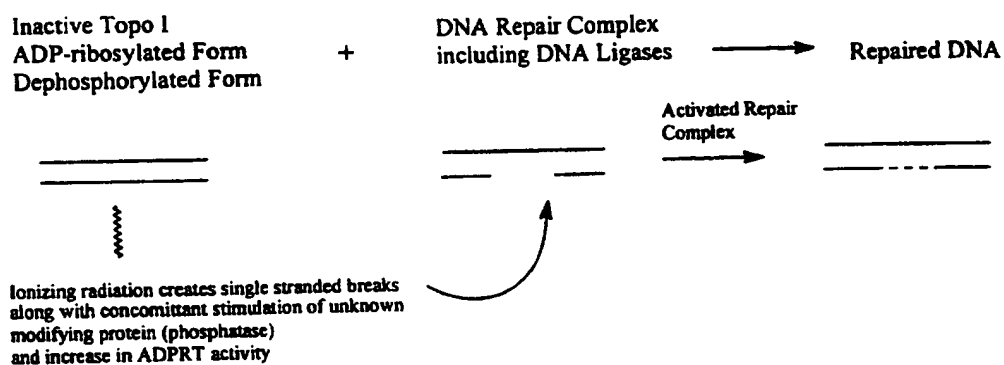 Inactive Topo 1
ADP-ribosylated Form
Dephosphorylated Form
+
DNA Repair Complex
including DNA Ligases
Repaired DNA
Activated Repair
Complex
Ionizing radiation creates single stranded breaks
along with concomittant stimulation of unknown
modifying protein (phosphatase)
and increase in ADPRT activity